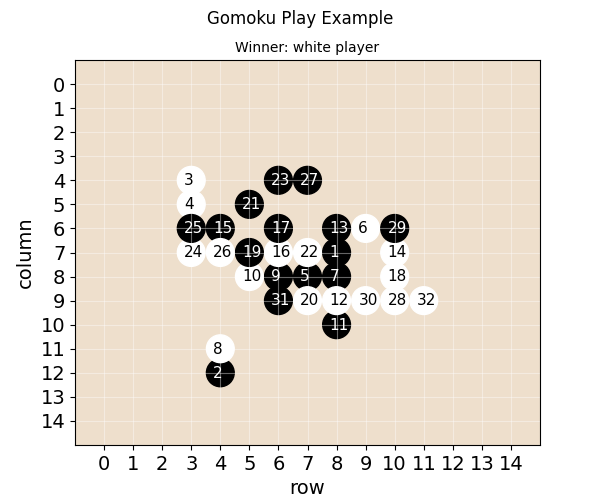 Gomoku Play Example
Winner: white player
0
1
2
3
4 3 23 27
5 4 21
6 25 15 17 13 6 29
7 24 26 19 16 22 1 14
8 10 9 5 7 18
9 31 20 12 30 28 32
10 11
11 8
12 2
13
14
column
0 1 2 3 4 5 6 7 8 9 10 11 12 13 14
row